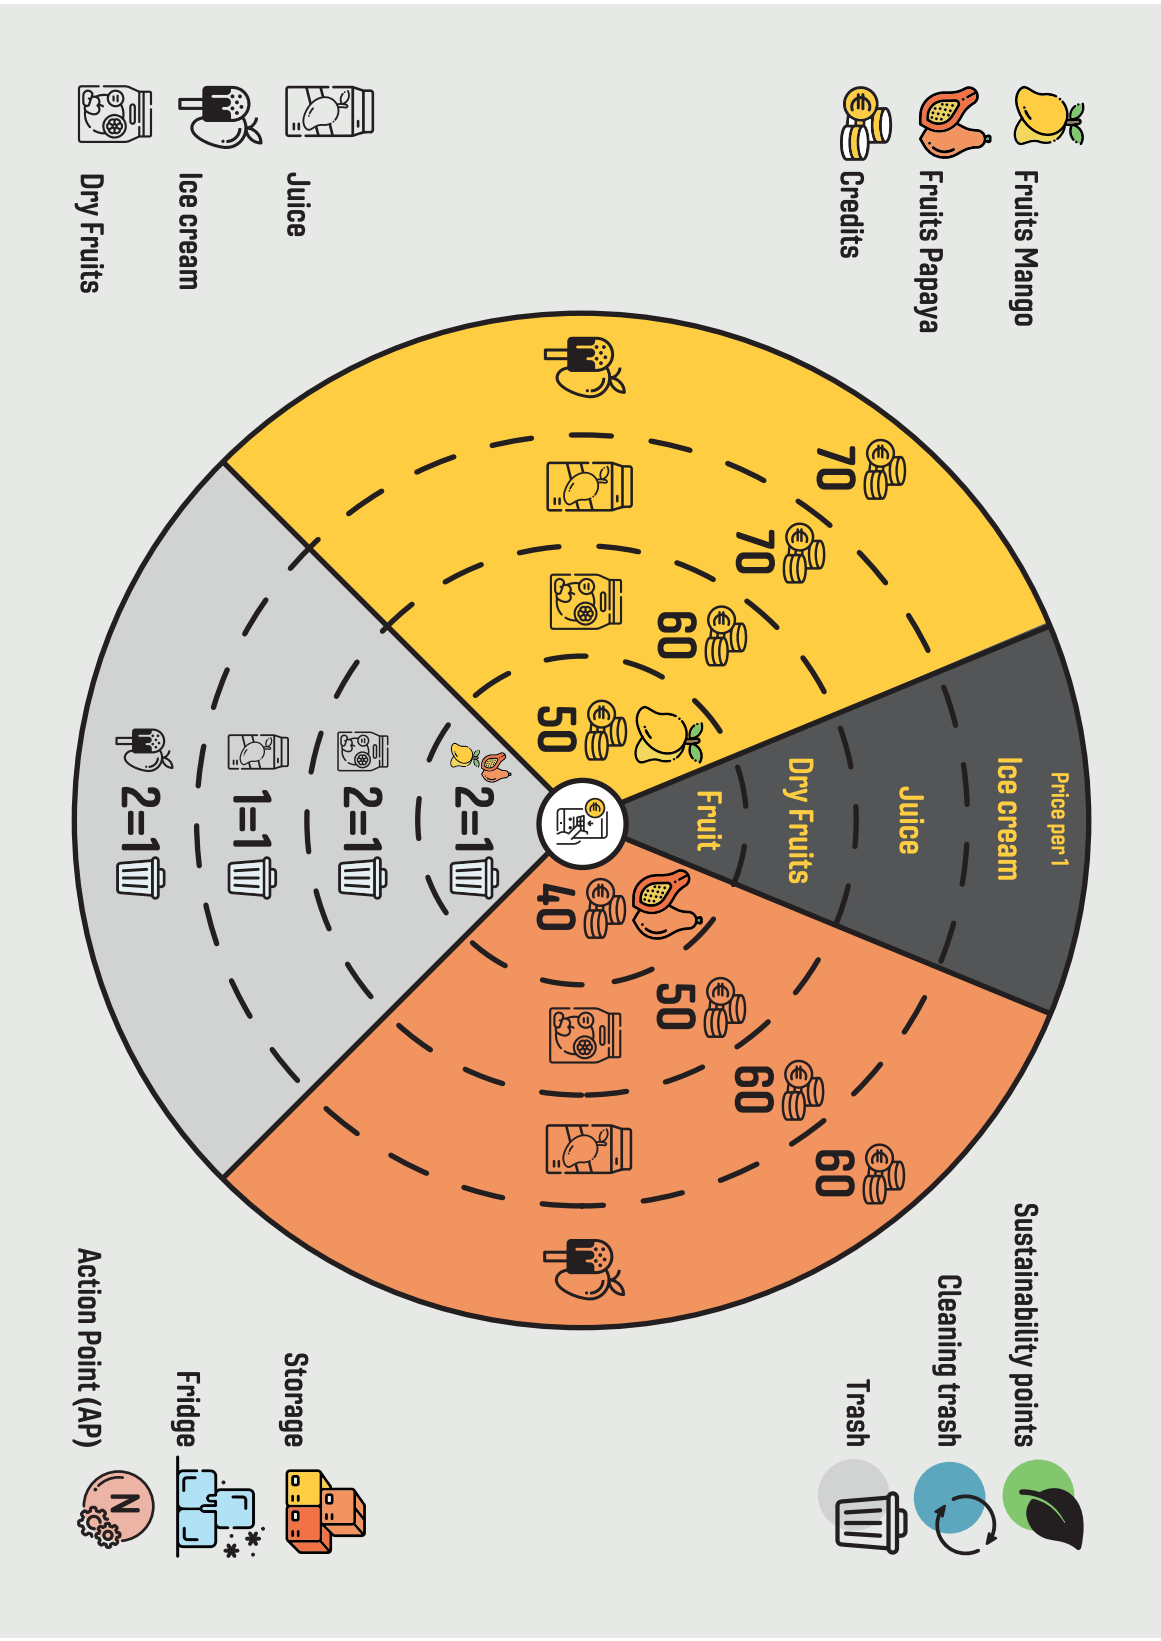 Fruits Mango
Fruits Papaya
Credits
Sustainability points
Cleaning trash
Trash
Price per1
Ice cream
Juice
Dry Fruits
Fruit
70
70
60
50
60
60
50
40
2=1
2=1
1=1
2=1
Juice
Ice cream
Dry Fruits
Storage
Fridge
Action Point (AP)
N